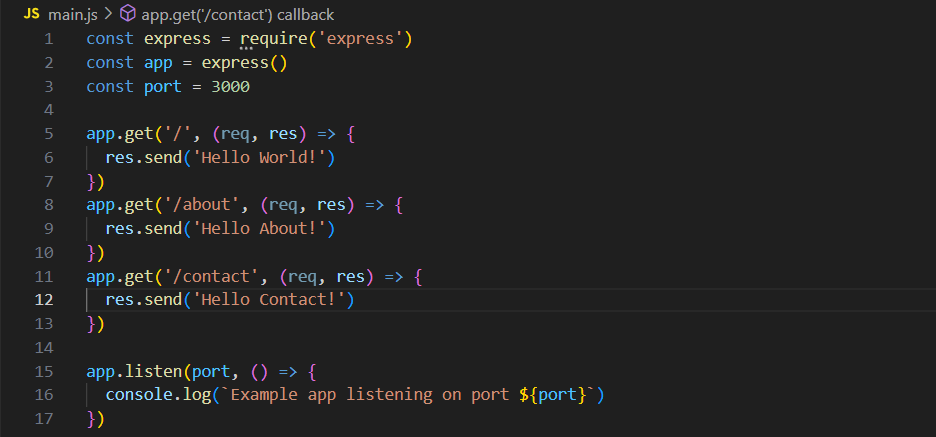 JS main.js > app.get('/contact') callback
1 const express = require('express')
2 const app = express()
3 const port = 3000
4
5 app.get('/', (req, res) => {
6   res.send('Hello World!')
7 })
8 app.get('/about', (req, res) => {
9   res.send('Hello About!')
10 })
11 app.get('/contact', (req, res) => {
12   res.send('Hello Contact!')
13 })
14
15 app.listen(port, () => {
16   console.log(`Example app listening on port ${port}`)
17 })